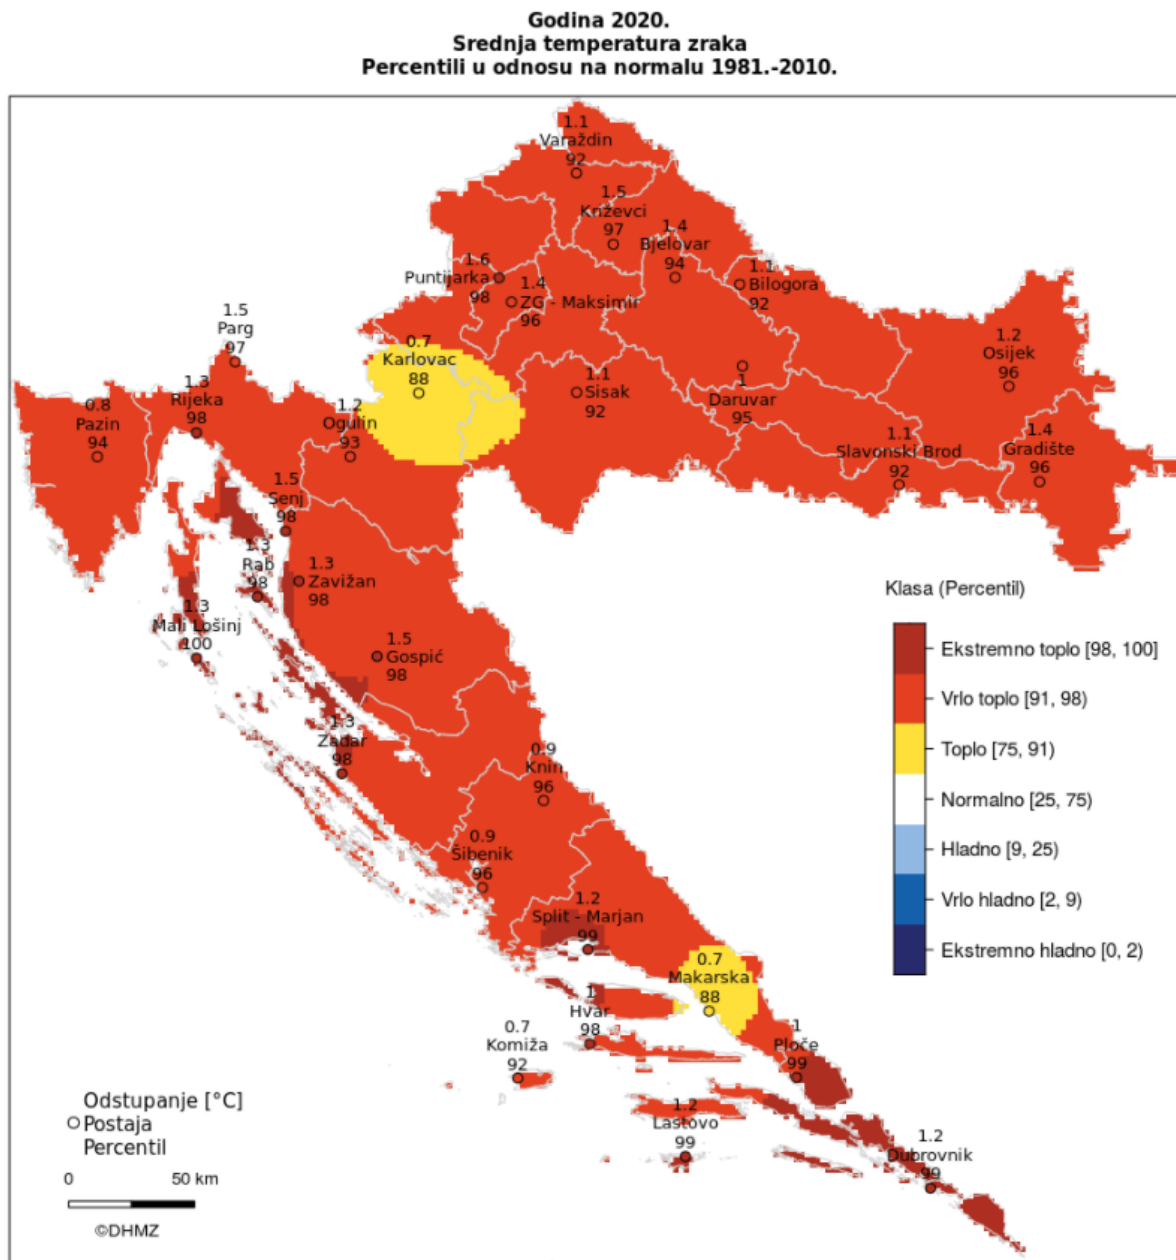 Godina 2020.
Srednja temperatura zraka
Percentili u odnosu na normalu 1981.-2010.
1.1
Varaždin
92
1.5
Križevci
97
1.4
Bjelovar
94
1.6
Puntijarka
98
1.4
ZG - Maksimir
96
1.1
Bilogora
92
1.5
Parg
97
0.7
Karlovac
88
1.2
Osijek
96
1.3
Rijeka
98
0.8
Pazin
94
1.2
Ogulin
93
1.1
Sisak
92
1
Daruvar
95
1.1
Slavonski Brod
92
1.4
Gradište
96
1.5
Senj
98
1.3
Rab
98
1.3
Zavižan
98
1.3
Mali Lošinj
100
1.5
Gospić
98
1.3
Zadar
98
0.9
Knin
96
0.9
Šibenik
96
1.2
Split - Marjan
99
0.7
Makarska
88
1
Hvar
98
0.7
Komiža
92
1
Ploče
99
1.2
Lastovo
99
1.2
Dubrovnik
99
Klasa (Percentil)
Ekstremno toplo [98, 100]
Vrlo toplo [91, 98)
Toplo [75, 91)
Normalno [25, 75)
Hladno [9, 25)
Vrlo hladno [2, 9)
Ekstremno hladno [0, 2)
Odstupanje [°C]
Postaja
Percentil
0 50 km
©DHMZ